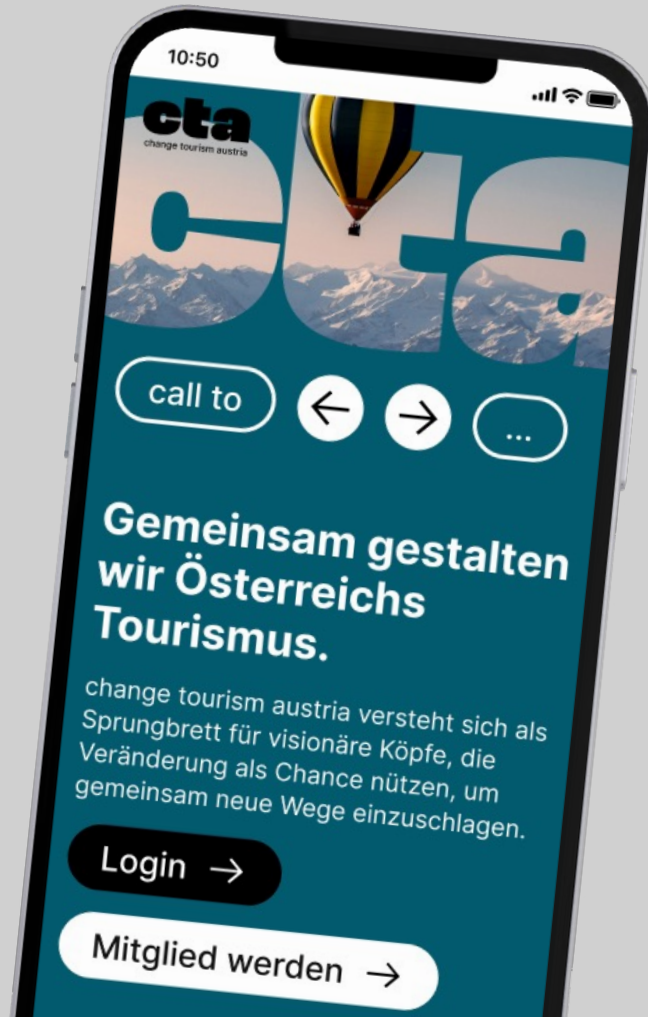 10:50
cta
change tourism austria
cta
call to ← → ...
Gemeinsam gestalten
wir Österreichs
Tourismus.
change tourism austria versteht sich als
Sprungbrett für visionäre Köpfe, die
Veränderung als Chance nützen, um
gemeinsam neue Wege einzuschlagen.
Login →
Mitglied werden →